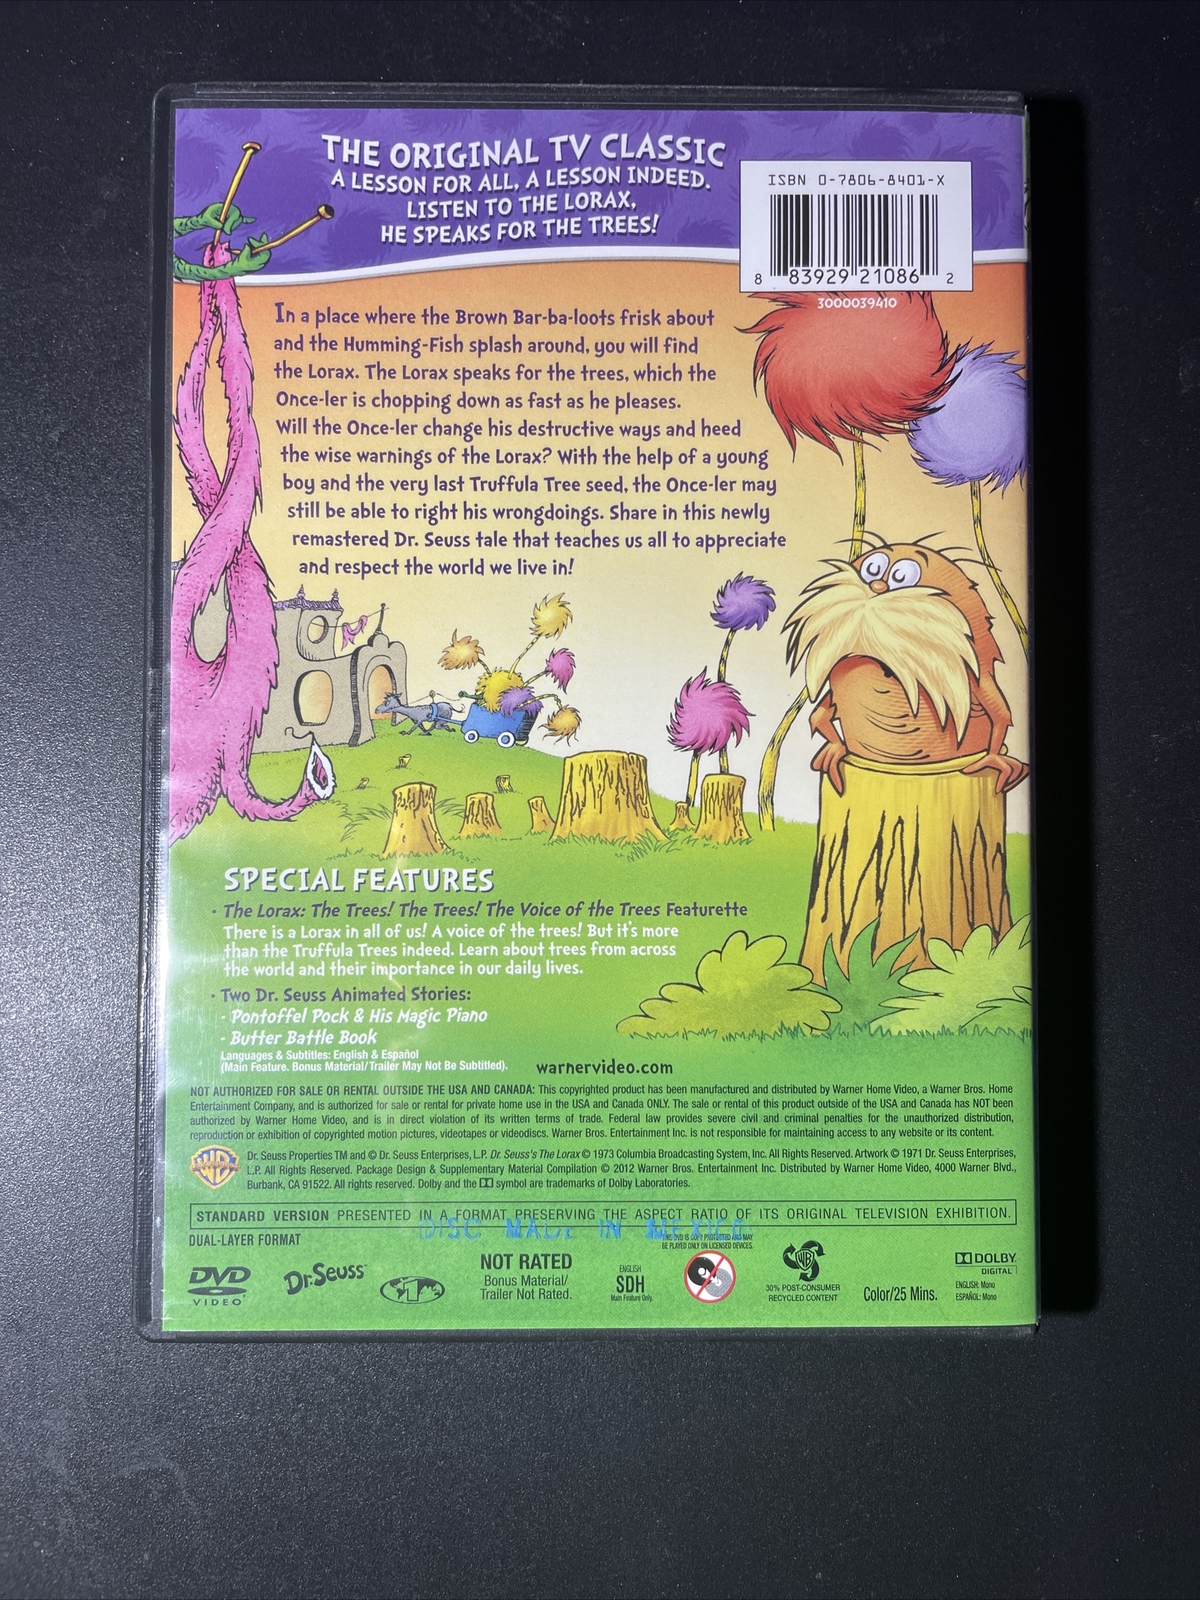 THE ORIGINAL TV CLASSIC
A LESSON FOR ALL, A LESSON INDEED.
LISTEN TO THE LORAX,
HE SPEAKS FOR THE TREES!
ISBN 0-7806-8401-X
8 83929 21086 2
3000039410
In a place where the Brown Bar-ba-loots frisk about
and the Humming-Fish splash around, you will find
the Lorax. The Lorax speaks for the trees, which the
Once-ler is chopping down as fast as he pleases.
Will the Once-ler change his destructive ways and heed
the wise warnings of the Lorax? With the help of a young
boy and the very last Truffula Tree seed, the Once-ler may
still be able to right his wrongdoings. Share in this newly
remastered Dr. Seuss tale that teaches us all to appreciate
and respect the world we live in!
SPECIAL FEATURES
· The Lorax: The Trees! The Trees! The Voice of the Trees Featurette
There is a Lorax in all of us! A voice of the trees! But it's more
than the Truffula Trees indeed. Learn about trees from across
the world and their importance in our daily lives.
· Two Dr. Seuss Animated Stories:
- Pontoffel Pock & His Magic Piano
- Butter Battle Book
Languages & Subtitles: English & Español
(Main Feature. Bonus Material/Trailer May Not Be Subtitled).
warnervideo.com
NOT AUTHORIZED FOR SALE OR RENTAL OUTSIDE THE USA AND CANADA: This copyrighted product has been manufactured and distributed by Warner Home Video, a Warner Bros. Home
Entertainment Company, and is authorized for sale or rental for private home use in the USA and Canada ONLY. The sale or rental of this product outside of the USA and Canada has NOT been
authorized by Warner Home Video, and is in direct violation of its written terms of trade. Federal law provides severe civil and criminal penalties for the unauthorized distribution,
reproduction or exhibition of copyrighted motion pictures, videotapes or videodiscs. Warner Bros. Entertainment Inc. is not responsible for maintaining access to any website or its content.
Dr. Seuss Properties TM and © Dr. Seuss Enterprises, L.P. Dr. Seuss's The Lorax © 1973 Columbia Broadcasting System, Inc. All Rights Reserved. Artwork © 1971 Dr. Seuss Enterprises,
L.P. All Rights Reserved. Package Design & Supplementary Material Compilation © 2012 Warner Bros. Entertainment Inc. Distributed by Warner Home Video, 4000 Warner Blvd.,
Burbank, CA 91522. All rights reserved. Dolby and the symbol are trademarks of Dolby Laboratories.
STANDARD VERSION PRESENTED IN A FORMAT PRESERVING THE ASPECT RATIO OF ITS ORIGINAL TELEVISION EXHIBITION.
DISC MADE IN MEXICO
DUAL-LAYER FORMAT
THIS DVD IS COPY PROTECTED AND MAY
BE PLAYED ONLY ON LICENSED DEVICES.
DVD
VIDEO
Dr. Seuss
1
NOT RATED
Bonus Material/
Trailer Not Rated.
ENGLISH
SDH
Main Feature Only.
WB
30% POST-CONSUMER
RECYCLED CONTENT
Color/25 Mins.
DOLBY
DIGITAL
ENGLISH: Mono
ESPAÑOL: Mono